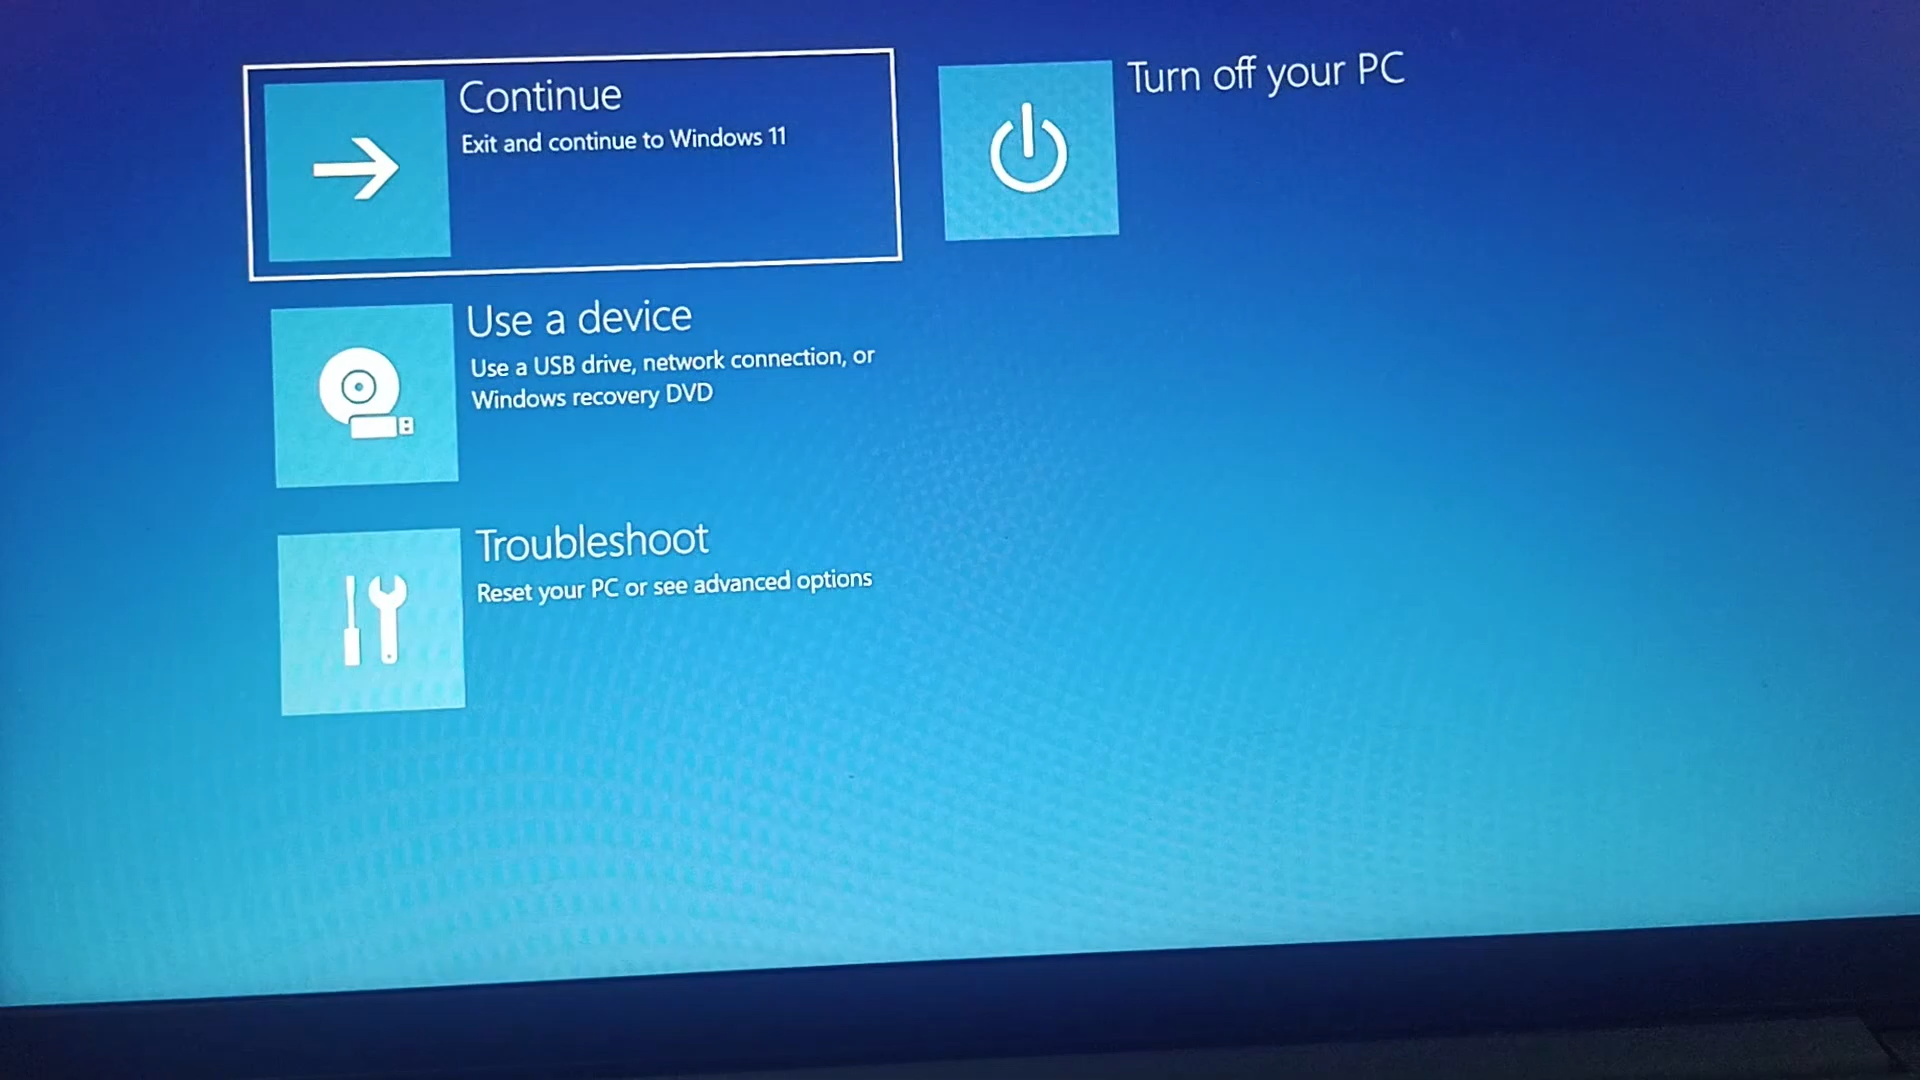 Continue
Exit and continue to Windows 11
Turn off your PC
Use a device
Use a USB drive, network connection, or
Windows recovery DVD
Troubleshoot
Reset your PC or see advanced options